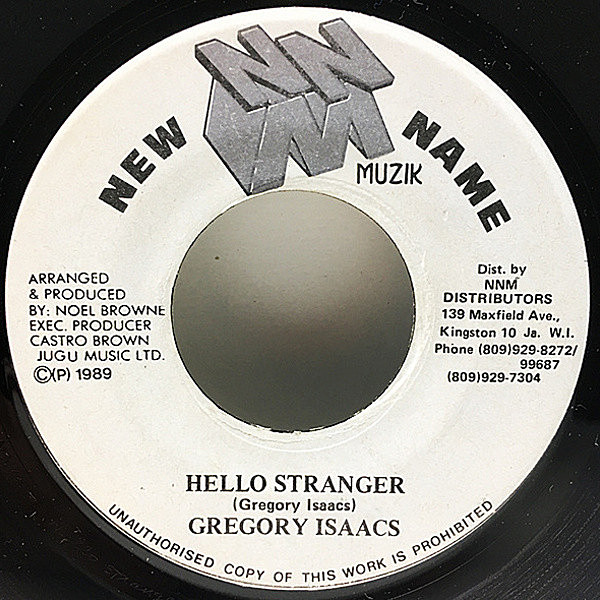 NNM
NEW NAME
MUZIK
ARRANGED
& PRODUCED
BY: NOEL BROWNE
EXEC. PRODUCER
CASTRO BROWN
JUGU MUSIC LTD.
©(P) 1989
Dist. by
NNM
DISTRIBUTORS
139 Maxfield Ave.,
Kingston 10 Ja. W.I.
Phone (809)929-8272/
99687
(809)929-7304
HELLO STRANGER
(Gregory Isaacs)
GREGORY ISAACS
UNAUTHORISED COPY OF THIS WORK IS PROHIBITED